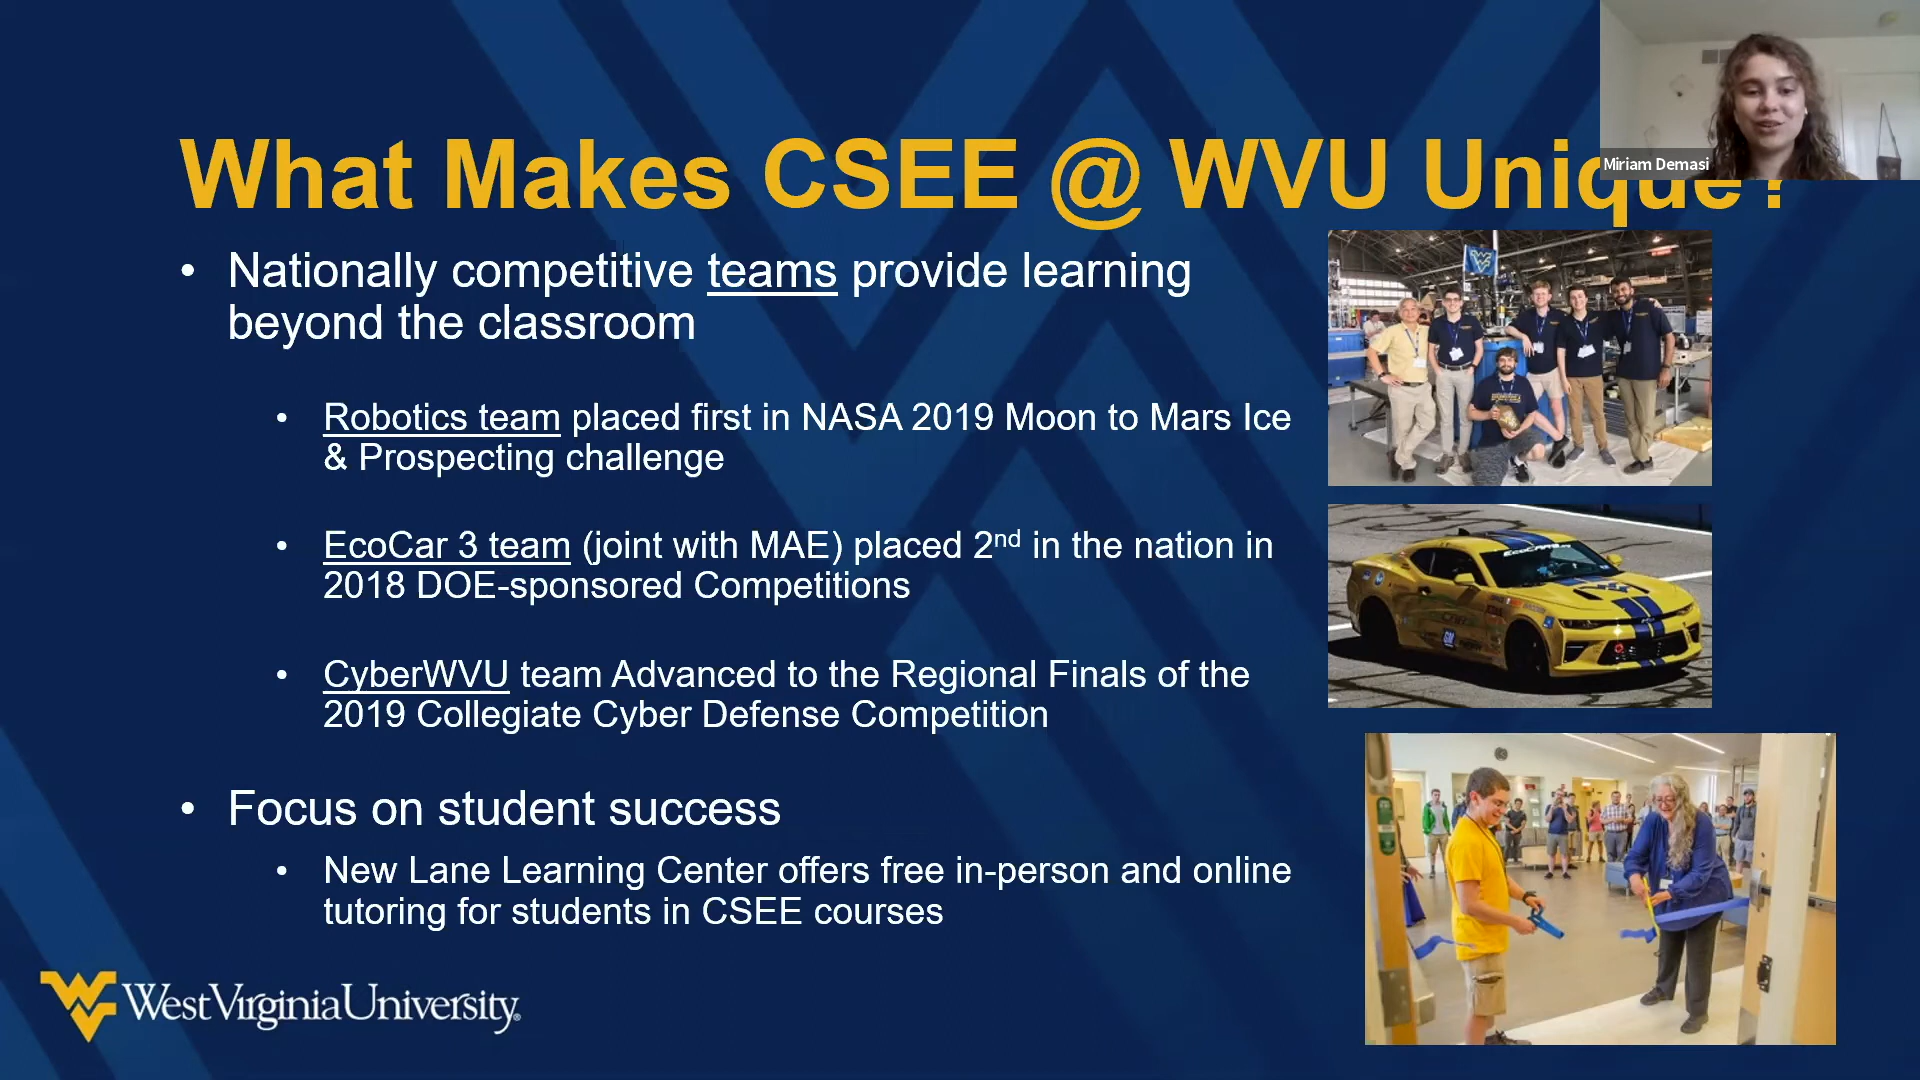 What Makes CSEE @ WVU Unique?
Miriam Demasi
• Nationally competitive teams provide learning
beyond the classroom
• Robotics team placed first in NASA 2019 Moon to Mars Ice
& Prospecting challenge
• EcoCar 3 team (joint with MAE) placed 2nd in the nation in
2018 DOE-sponsored Competitions
• CyberWVU team Advanced to the Regional Finals of the
2019 Collegiate Cyber Defense Competition
• Focus on student success
• New Lane Learning Center offers free in-person and online
tutoring for students in CSEE courses
EcoCAR3
GM
WV WestVirginiaUniversity.